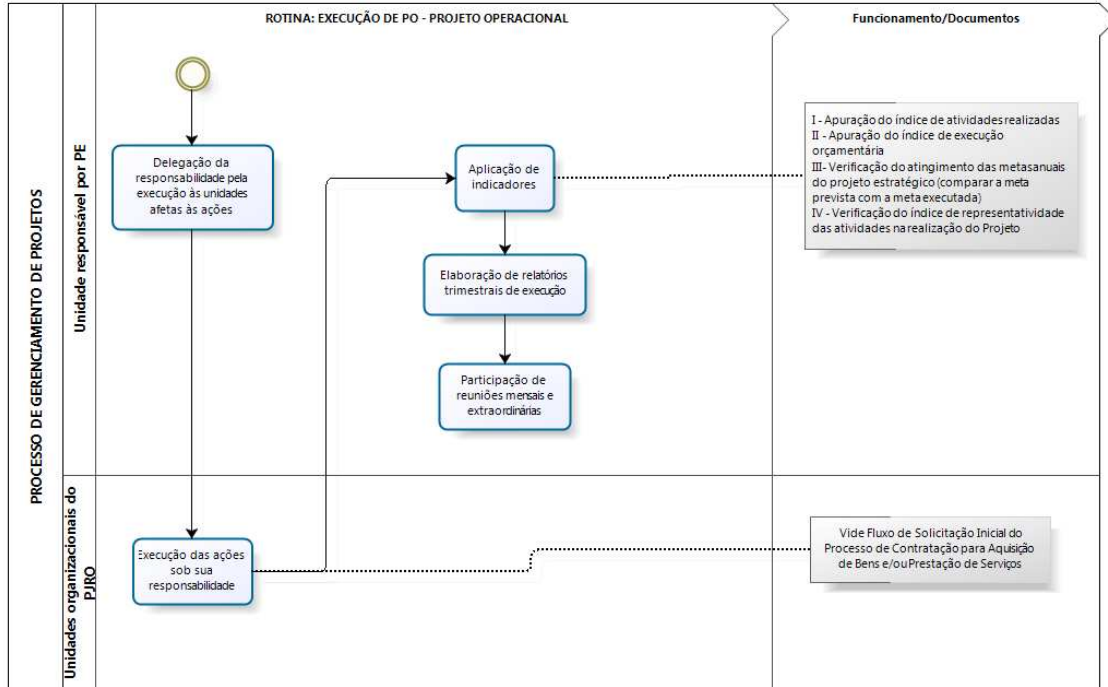 ROTINA: EXECUÇÃO DE PO - PROJETO OPERACIONAL
Funcionamento/Documentos
PROCESSO DE GERENCIAMENTO DE PROJETOS
Unidade responsável por PE
Delegação da
responsabilidade pela
execução às unidades
afetas às ações
Aplicação de
indicadores
Elaboração de relatórios
trimestrais de execução
Participação de
reuniões mensais e
extraordinárias
I - Apuração do índice de atividades realizadas
II - Apuração do índice de execução
orçamentária
III- Verificação do atingimento das metasanuais
do projeto estratégico (comparar a meta
prevista com a meta executada)
IV - Verificação do índice de representatividade
das atividades na realização do Projeto
Unidades organizacionais do
PJRO
Execução das ações
sob sua
responsabilidade
Vide Fluxo de Solicitação Inicial do
Processo de Contratação para Aquisição
de Bens e/ou Prestação de Serviços